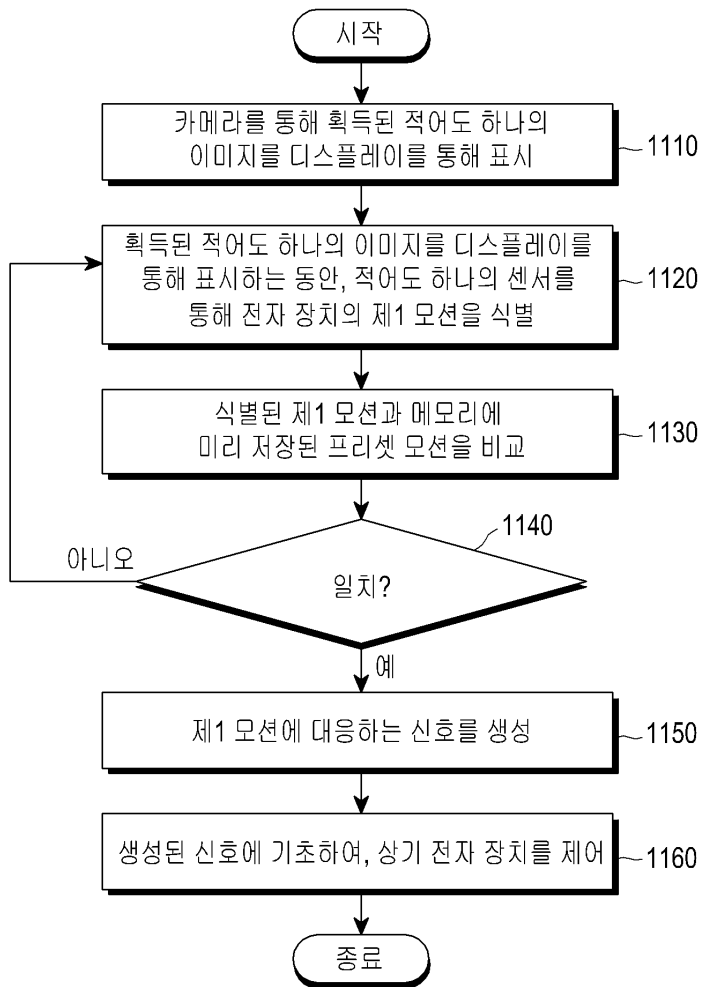 시작
카메라를 통해 획득된 적어도 하나의
이미지를 디스플레이를 통해 표시
1110
획득된 적어도 하나의 이미지를 디스플레이를
통해 표시하는 동안, 적어도 하나의 센서를
통해 전자 장치의 제1 모션을 식별
1120
식별된 제1 모션과 메모리에
미리 저장된 프리셋 모션을 비교
1130
1140
아니오
일치?
예
제1 모션에 대응하는 신호를 생성
1150
생성된 신호에 기초하여, 상기 전자 장치를 제어
1160
종료